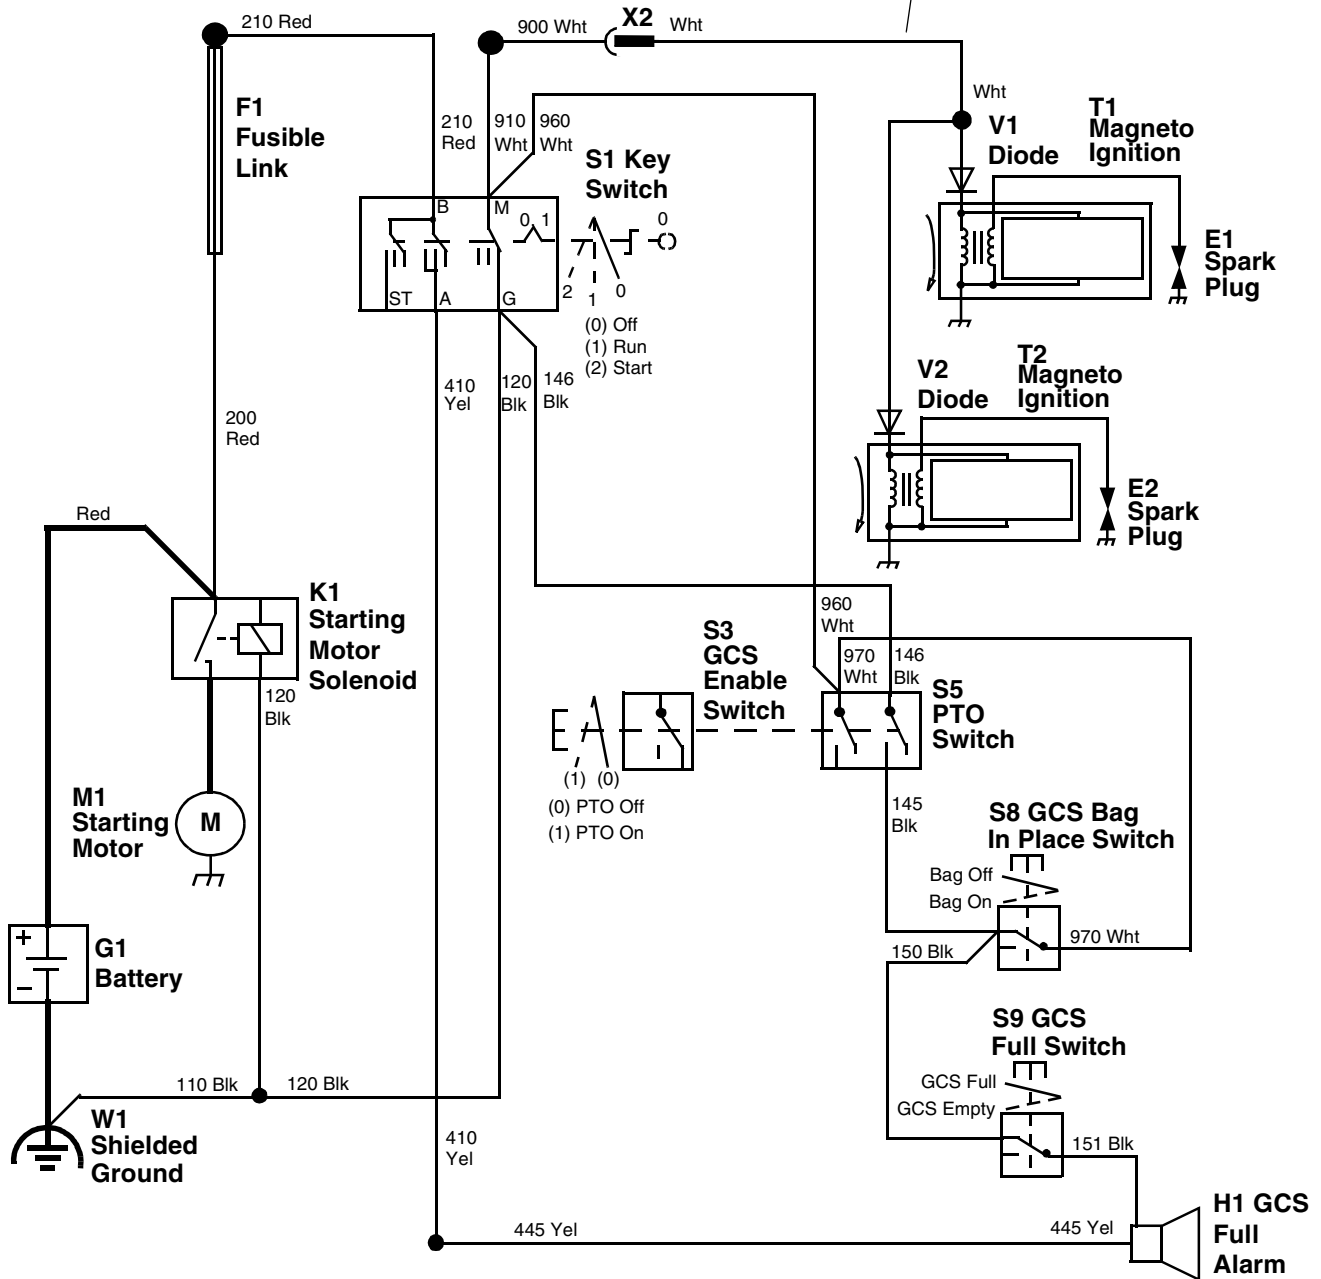 210 Red
900 Wht
X2
Wht
F1
Fusible
Link
210
Red
910
Wht
960
Wht
S1 Key
Switch
Wht
V1
Diode
T1
Magneto
Ignition
B
M
0
1
0
ST
A
G
2
1
0
(0) Off
(1) Run
(2) Start
E1
Spark
Plug
410
Yel
120
Blk
146
Blk
V2
Diode
T2
Magneto
Ignition
200
Red
E2
Spark
Plug
Red
K1
Starting
Motor
Solenoid
120
Blk
960
Wht
S3
GCS
Enable
Switch
970
Wht
146
Blk
S5
PTO
Switch
(1) (0)
(0) PTO Off
(1) PTO On
M1
Starting
Motor
M
145
Blk
S8 GCS Bag
In Place Switch
Bag Off
Bag On
970 Wht
150 Blk
+
−
G1
Battery
S9 GCS
Full Switch
GCS Full
GCS Empty
151 Blk
110 Blk
120 Blk
W1
Shielded
Ground
410
Yel
445 Yel
445 Yel
H1 GCS
Full
Alarm